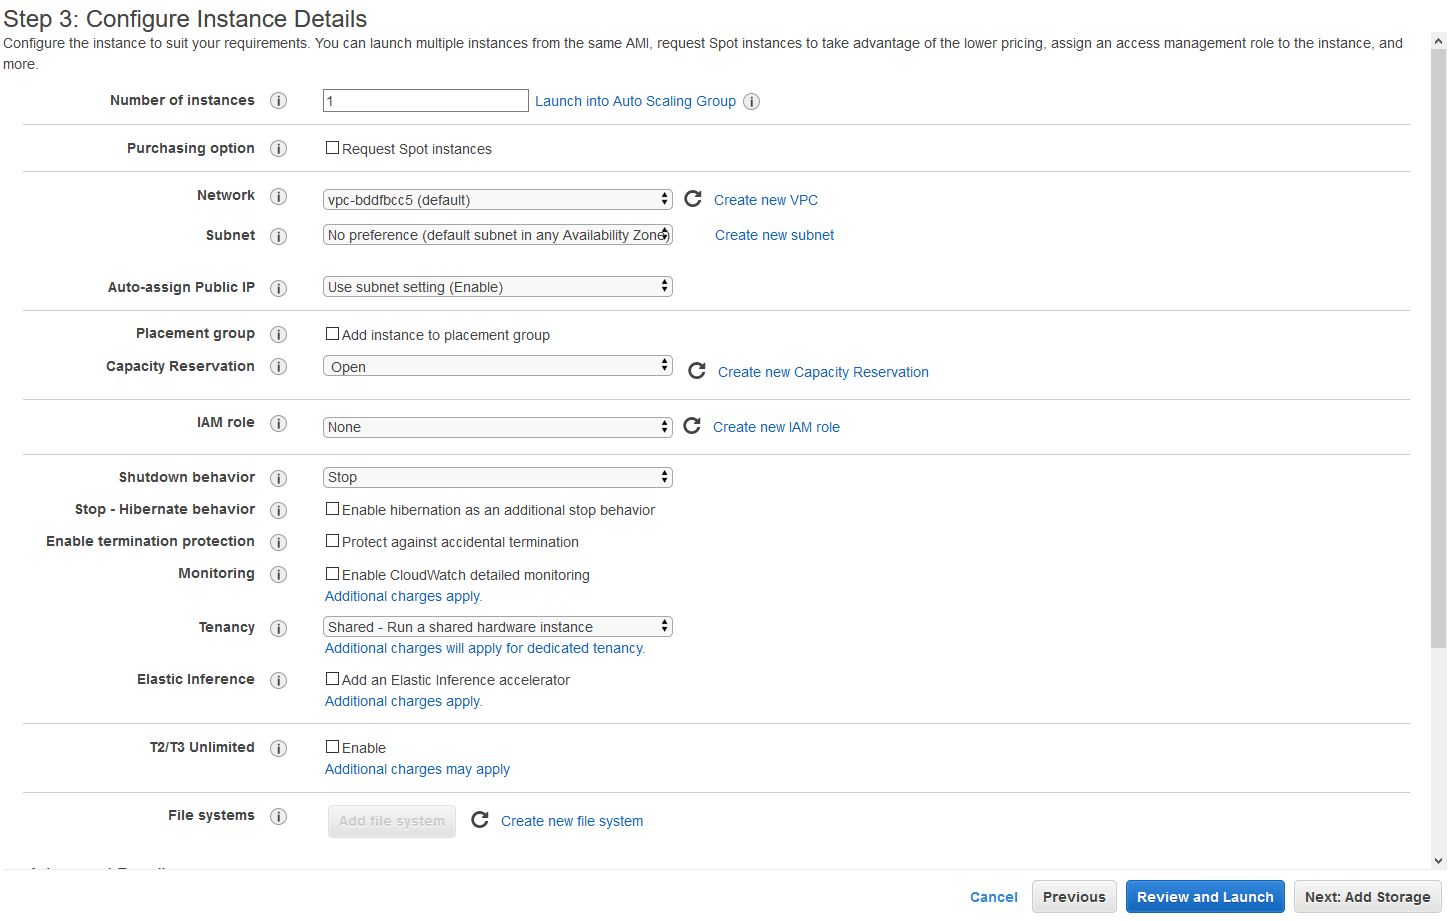 Step 3: Configure Instance Details
Configure the instance to suit your requirements. You can launch multiple instances from the same AMI, request Spot instances to take advantage of the lower pricing, assign an access management role to the instance, and
more.
Number of instances i 1 Launch into Auto Scaling Group i
Purchasing option i Request Spot instances
Network i vpc-bddfbcc5 (default) Create new VPC
Subnet i No preference (default subnet in any Availability Zone) Create new subnet
Auto-assign Public IP i Use subnet setting (Enable)
Placement group i Add instance to placement group
Capacity Reservation i Open Create new Capacity Reservation
IAM role i None Create new IAM role
Shutdown behavior i Stop
Stop - Hibernate behavior i Enable hibernation as an additional stop behavior
Enable termination protection i Protect against accidental termination
Monitoring i Enable CloudWatch detailed monitoring
Additional charges apply.
Tenancy i Shared - Run a shared hardware instance
Additional charges will apply for dedicated tenancy.
Elastic Inference i Add an Elastic Inference accelerator
Additional charges apply.
T2/T3 Unlimited i Enable
Additional charges may apply
File systems i Add file system Create new file system
Cancel Previous Review and Launch Next: Add Storage